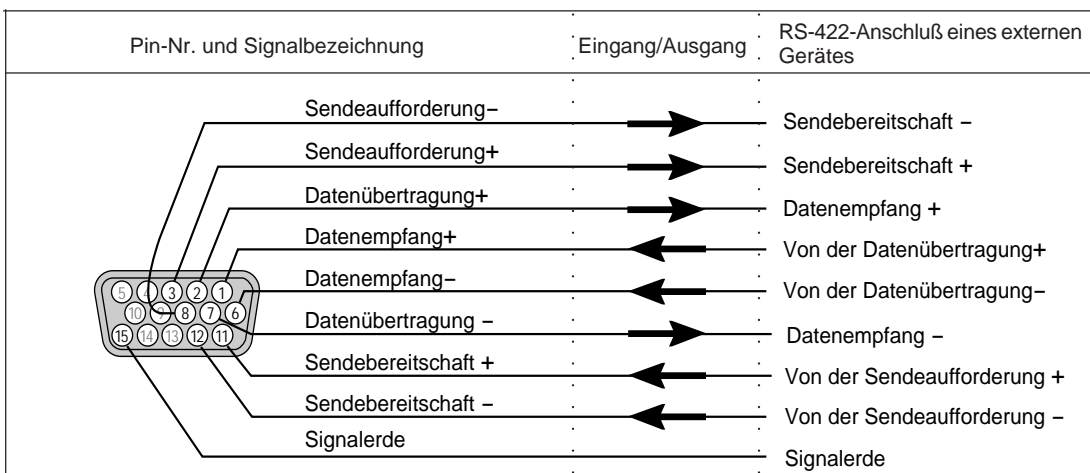 Pin-Nr. und Signalbezeichnung Eingang/Ausgang RS-422-Anschluß eines externen
Gerätes
Sendeaufforderung− Sendebereitschaft −
Sendeaufforderung+ Sendebereitschaft +
Datenübertragung+ Datenempfang +
Datenempfang+ Von der Datenübertragung+
Datenempfang− Von der Datenübertragung−
Datenübertragung − Datenempfang −
Sendebereitschaft + Von der Sendeaufforderung +
Sendebereitschaft − Von der Sendeaufforderung −
Signalerde Signalerde
5 4 3 2 1
10 9 8 7 6
15 14 13 12 11